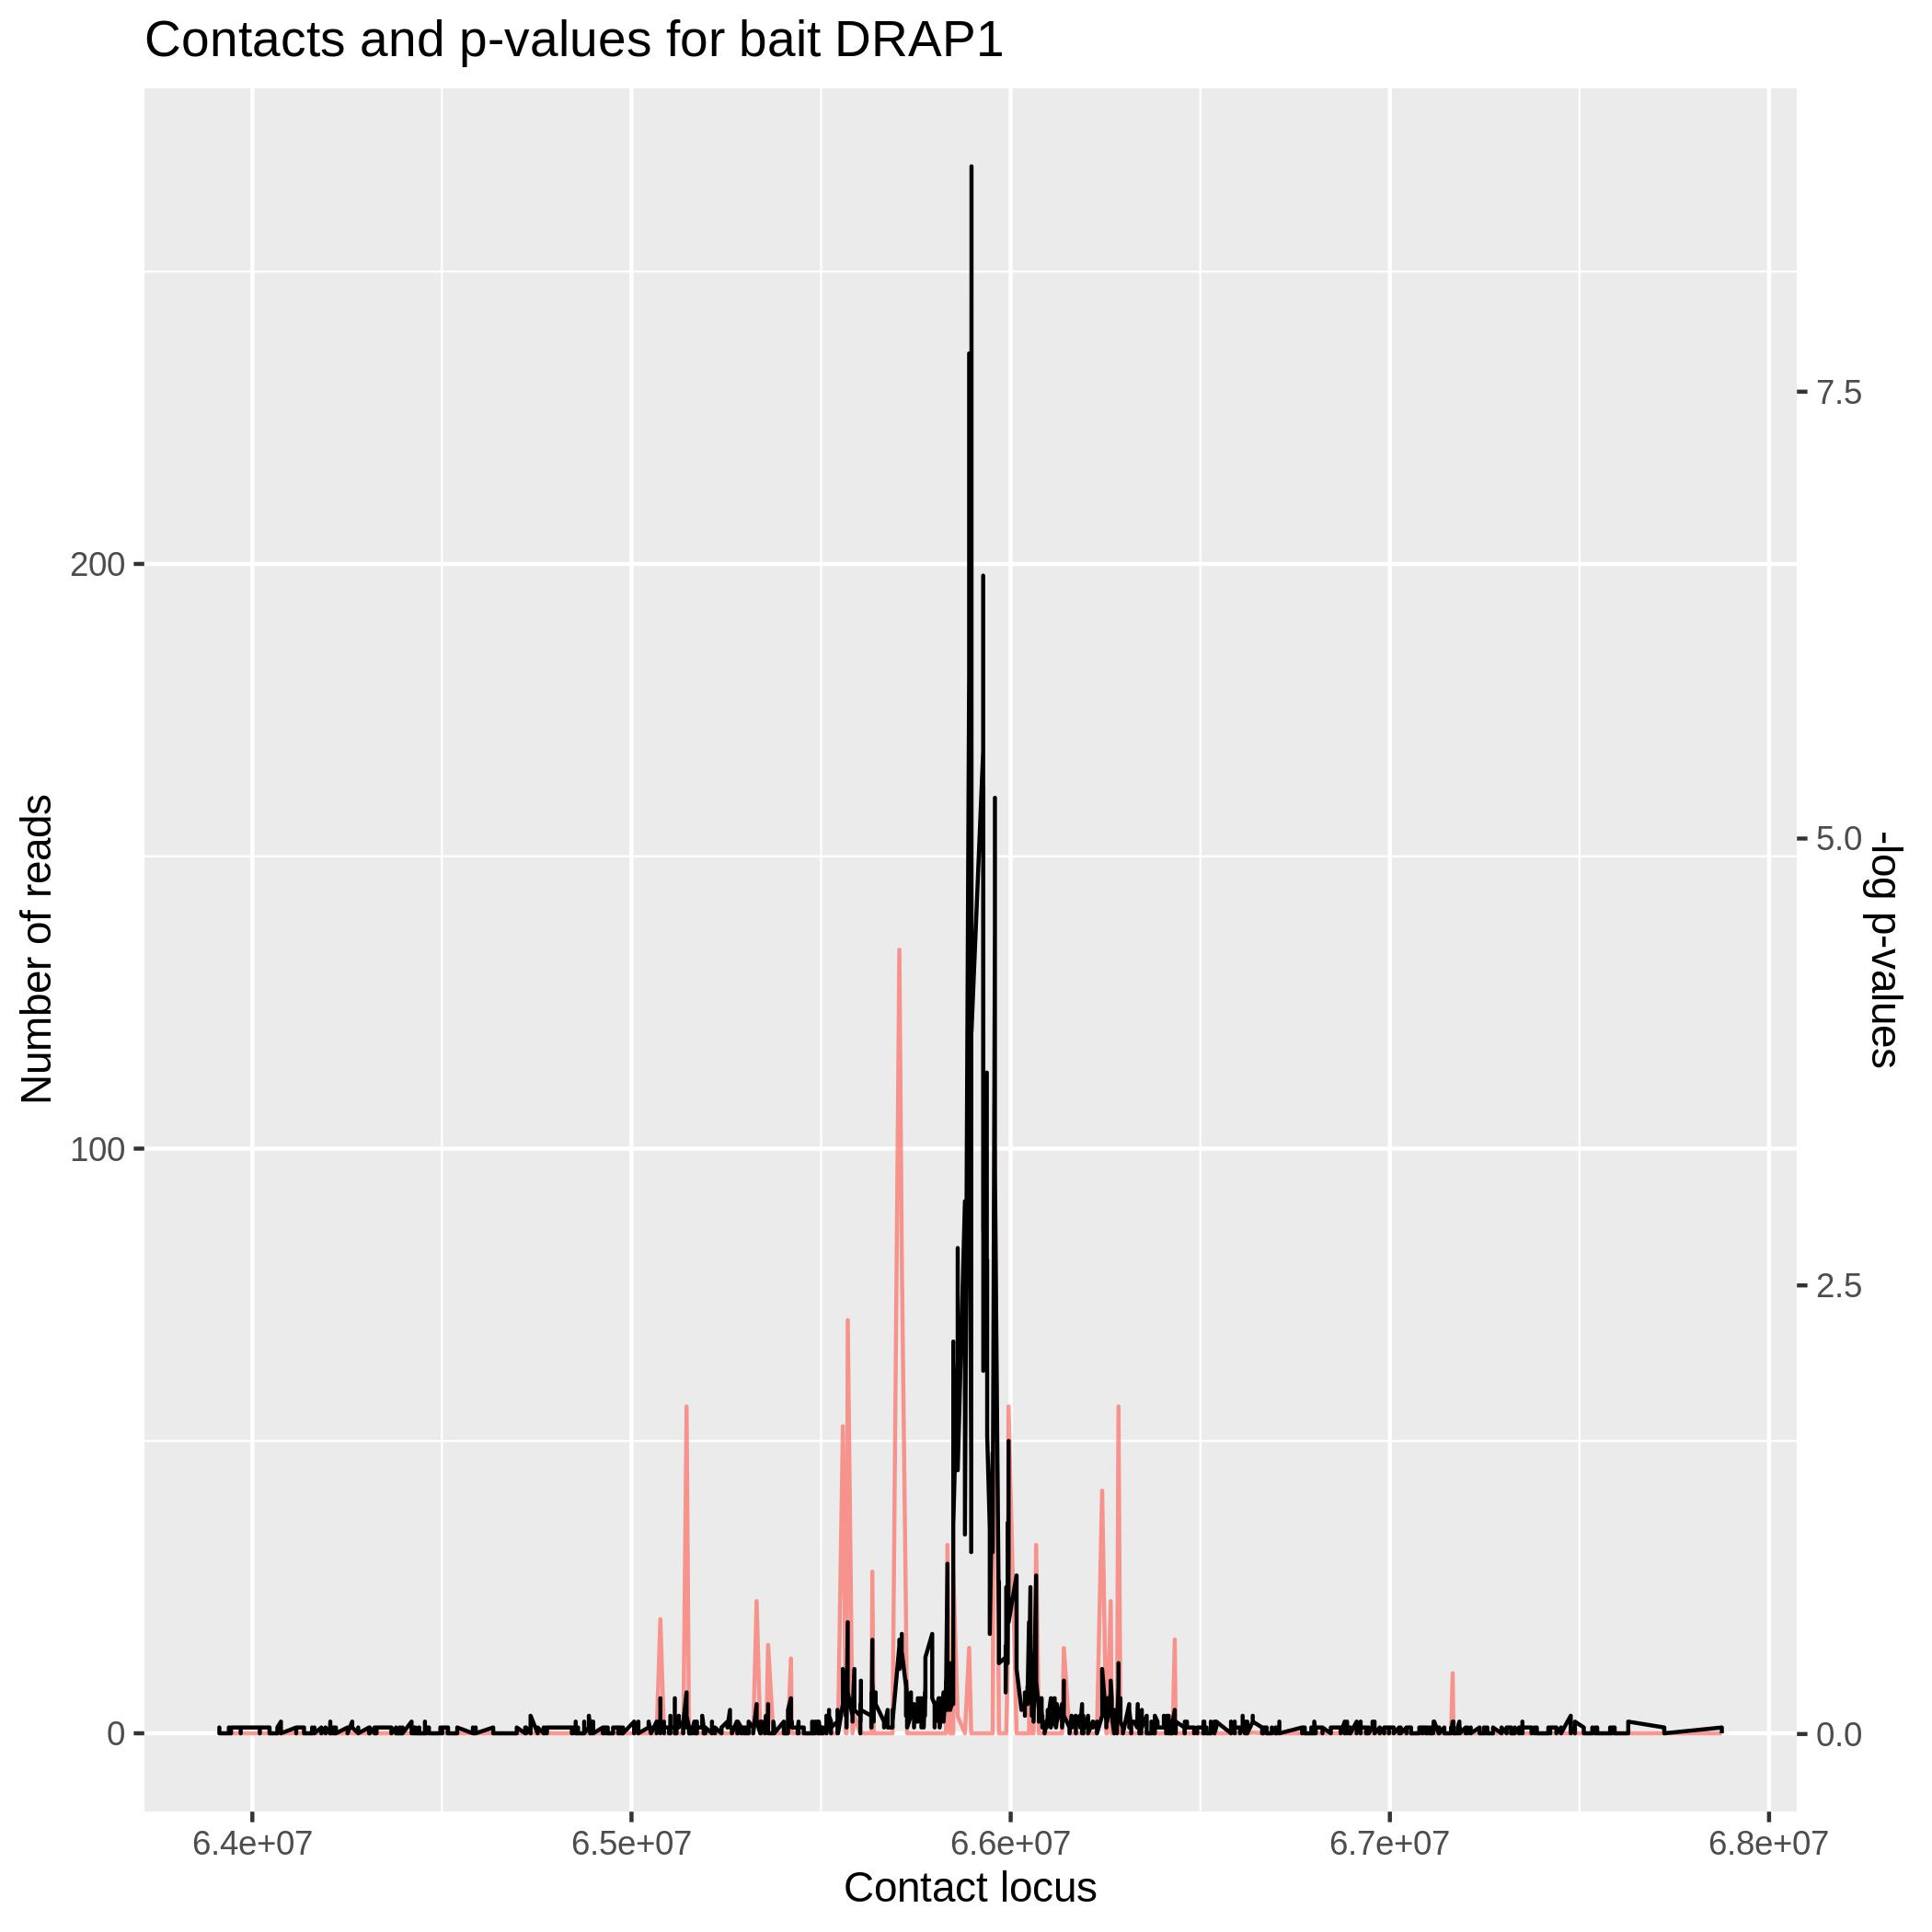 Contacts and p-values for bait DRAP1
Number of reads
200
100
0
7.5
5.0
2.5
0.0
-log p-values
6.4e+07 6.5e+07 6.6e+07 6.7e+07 6.8e+07
Contact locus